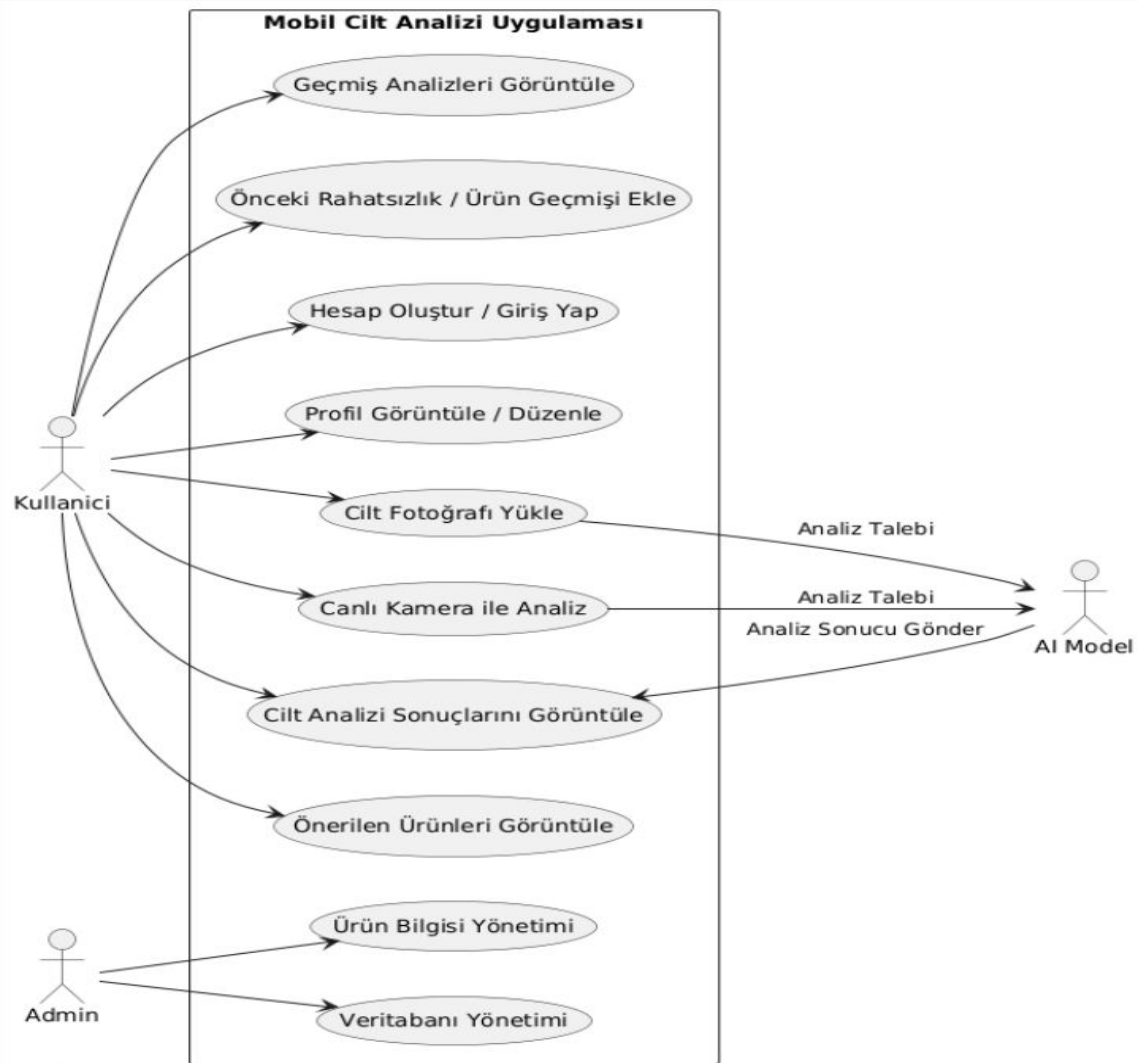 Mobil Cilt Analizi Uygulaması
Geçmiş Analizleri Görüntüle
Önceki Rahatsızlık / Ürün Geçmişi Ekle
Hesap Oluştur / Giriş Yap
Profil Görüntüle / Düzenle
Kullanici
Cilt Fotoğrafı Yükle
Analiz Talebi
Canlı Kamera ile Analiz
Analiz Talebi
Analiz Sonucu Gönder
AI Model
Cilt Analizi Sonuçlarını Görüntüle
Önerilen Ürünleri Görüntüle
Ürün Bilgisi Yönetimi
Admin
Veritabanı Yönetimi